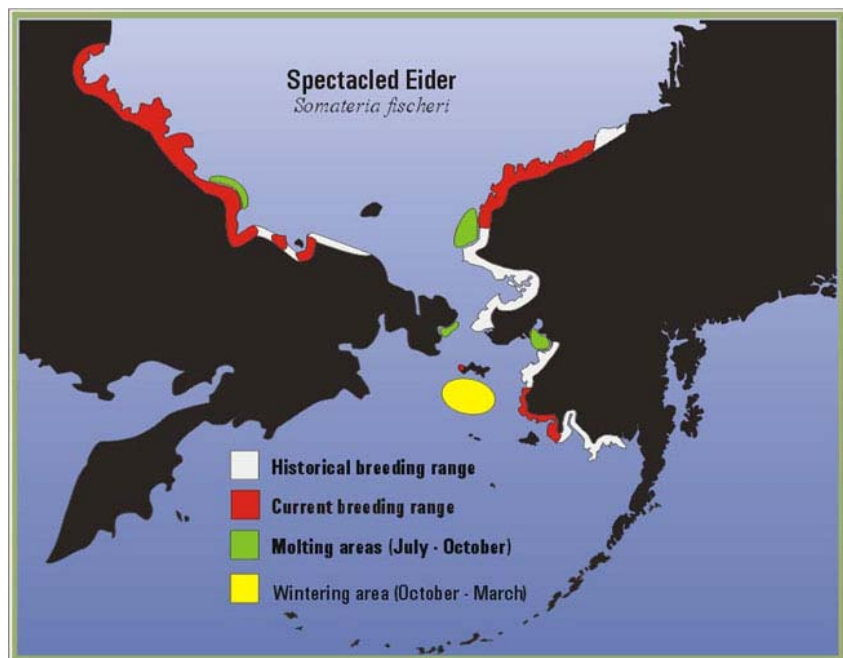 Spectacled Eider
Somateria fischeri
Historical breeding range
Current breeding range
Molting areas (July - October)
Wintering area (October - March)